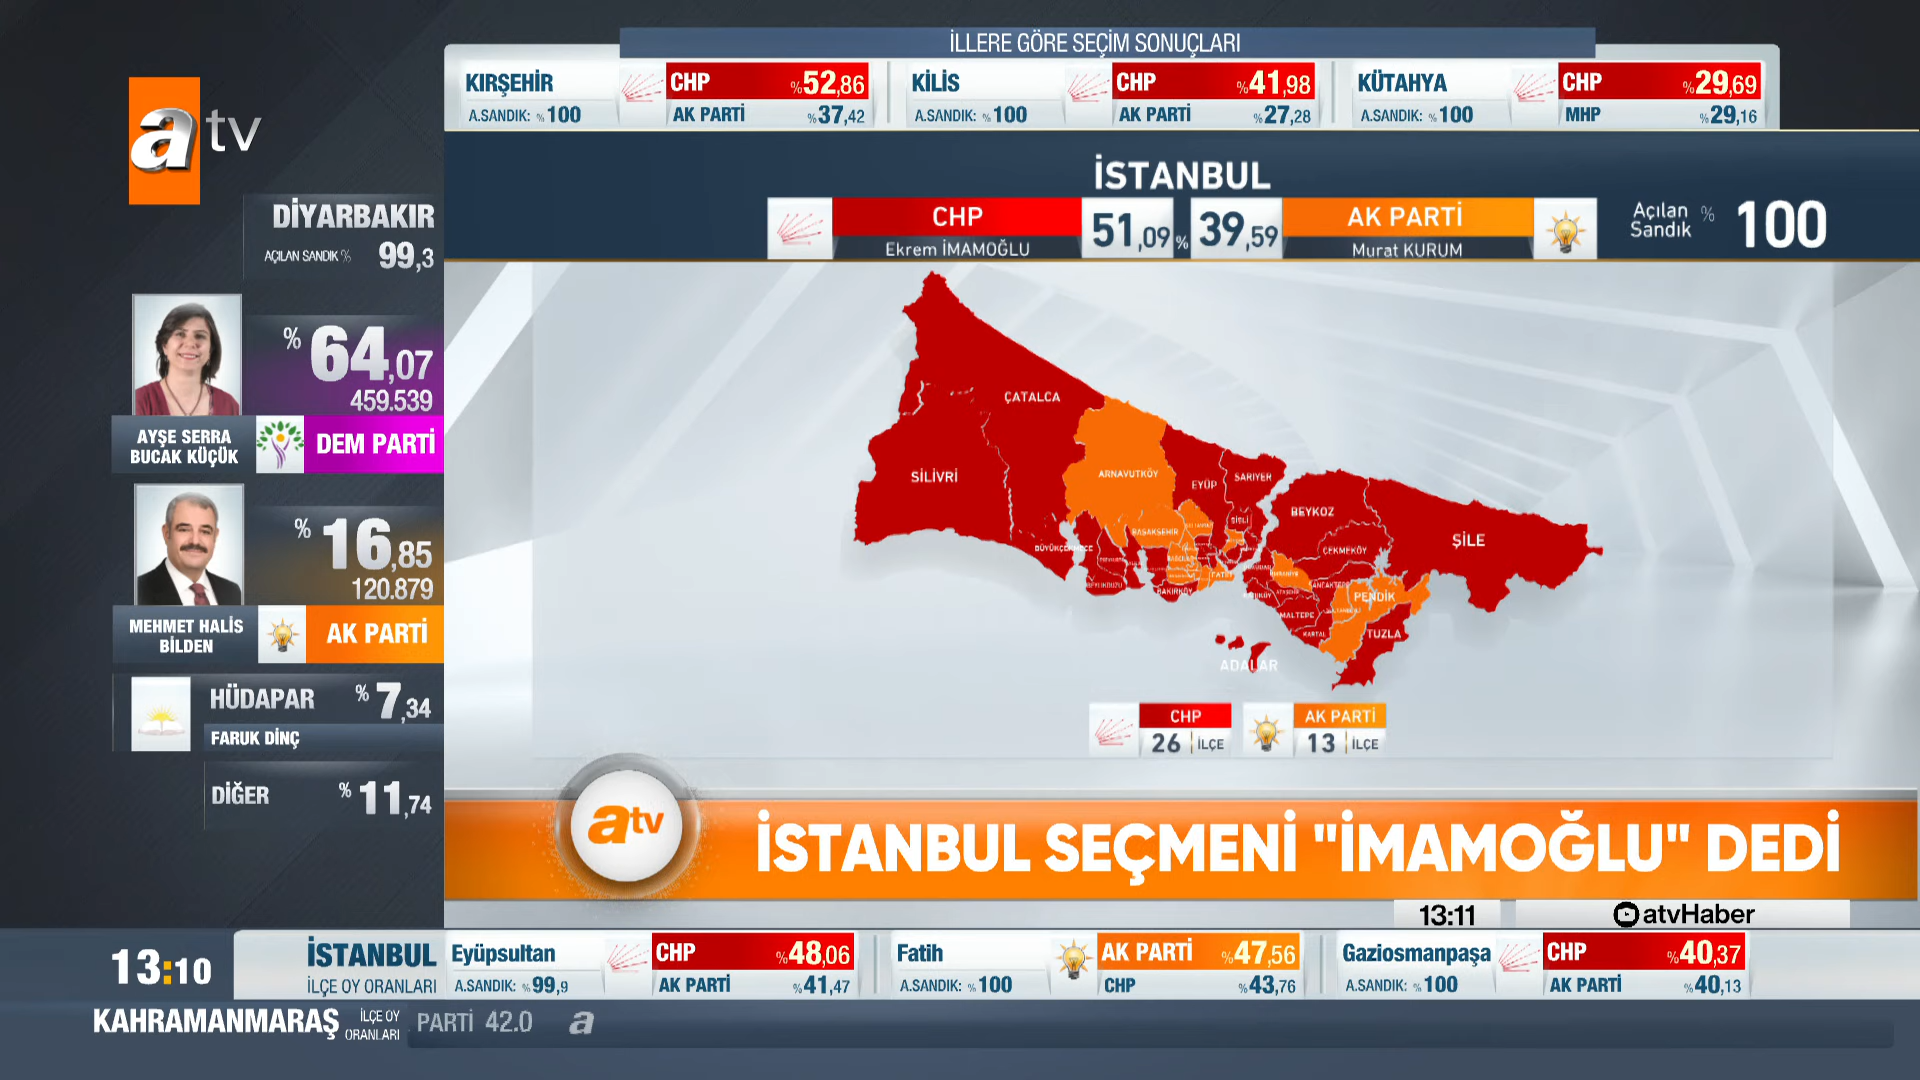 İLLERE GÖRE SEÇİM SONUÇLARI
KIRŞEHİR CHP %52,86
A.SANDIK: %100 AK PARTİ %37,42
KİLİS CHP %41,98
A.SANDIK: %100 AK PARTİ %27,28
KÜTAHYA CHP %29,69
A.SANDIK: %100 MHP %29,16
atv
DİYARBAKIR
AÇILAN SANDIK % 99,3
% 64,07
459.539
AYŞE SERRA
BUCAK KÜÇÜK
DEM PARTİ
% 16,85
120.879
MEHMET HALİS
BİLDEN
AK PARTİ
HÜDAPAR % 7,34
FARUK DİNÇ
DİĞER % 11,74
İSTANBUL
CHP 51,09 % 39,59 AK PARTİ
Ekrem İMAMOĞLU Murat KURUM
Açılan
Sandık % 100
ÇATALCA
SİLİVRİ
ARNAVUTKÖY
EYÜP
SARIYER
ŞİŞLİ
BEYKOZ
ŞİLE
BAŞAKŞEHİR
BÜYÜKÇEKMECE
ÇEKMEKÖY
FATİH
BAKIRKÖY
PENDİK
MALTEPE
KARTAL
TUZLA
ADALAR
CHP
26 İLÇE
AK PARTİ
13 İLÇE
atv
İSTANBUL SEÇMENİ "İMAMOĞLU" DEDİ
13:11 atvHaber
13:10
İSTANBUL
İLÇE OY ORANLARI
Eyüpsultan CHP %48,06
A.SANDIK: %99,9 AK PARTİ %41,47
Fatih AK PARTİ %47,56
A.SANDIK: %100 CHP %43,76
Gaziosmanpaşa CHP %40,37
A.SANDIK: %100 AK PARTİ %40,13
KAHRAMANMARAŞ İLÇE OY
ORANLARI
PARTİ 42.0 a